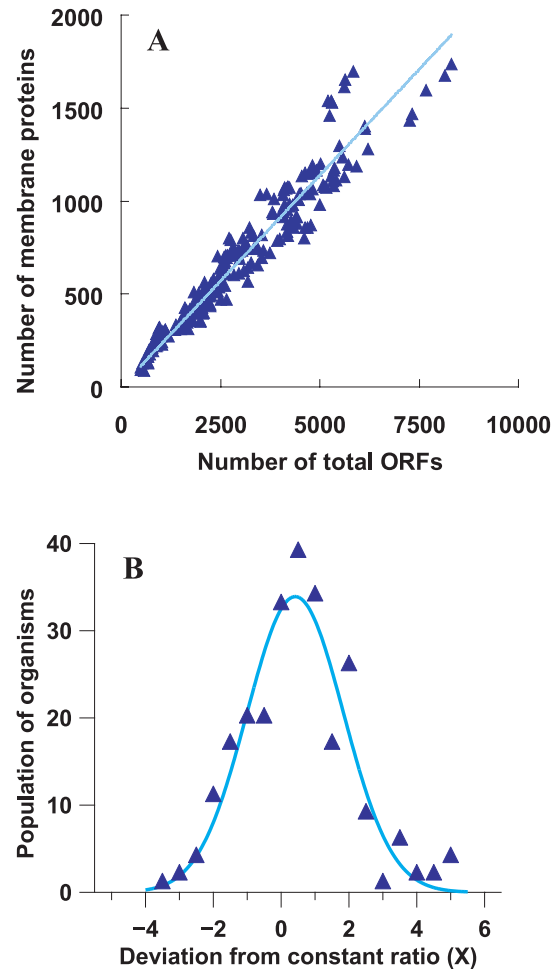 A
Number of membrane proteins
2000
1500
1000
500
0
0 2500 5000 7500 10000
Number of total ORFs
B
Population of organisms
40
30
20
10
0
−4 −2 0 2 4 6
Deviation from constant ratio (X)